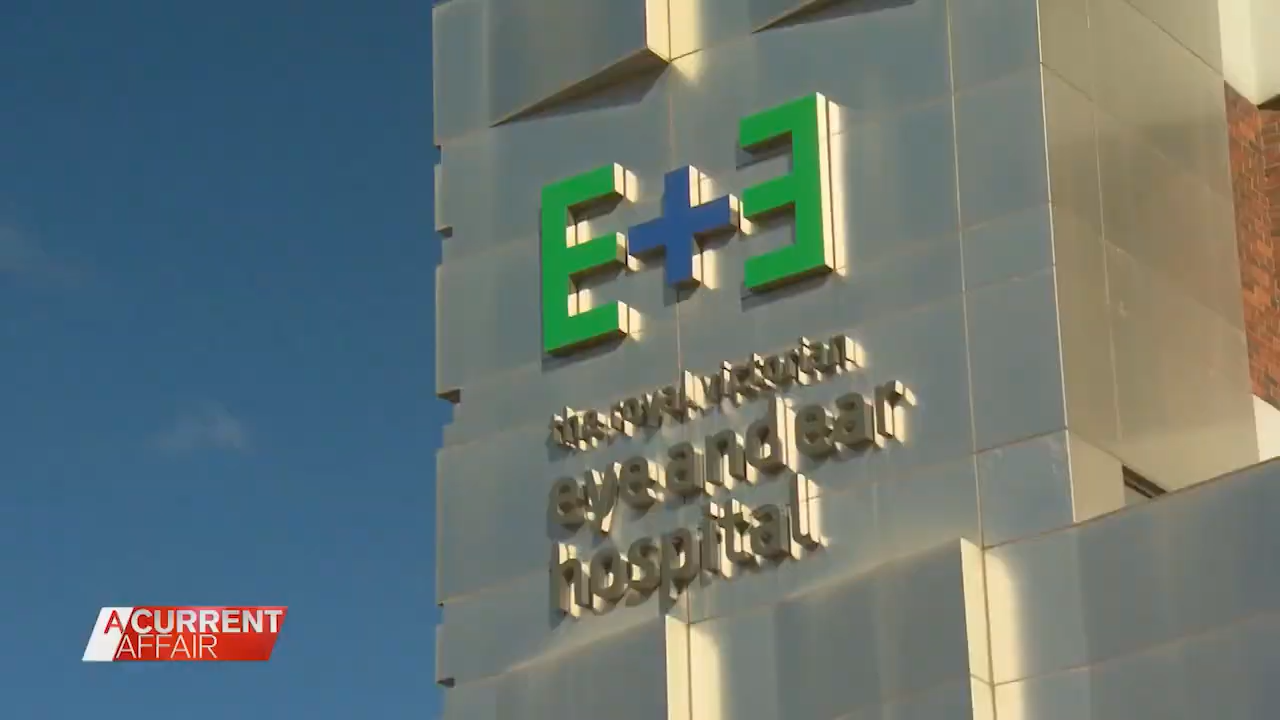 E+Ǝ
the royal victorian
eye and ear
hospital
A CURRENT
AFFAIR